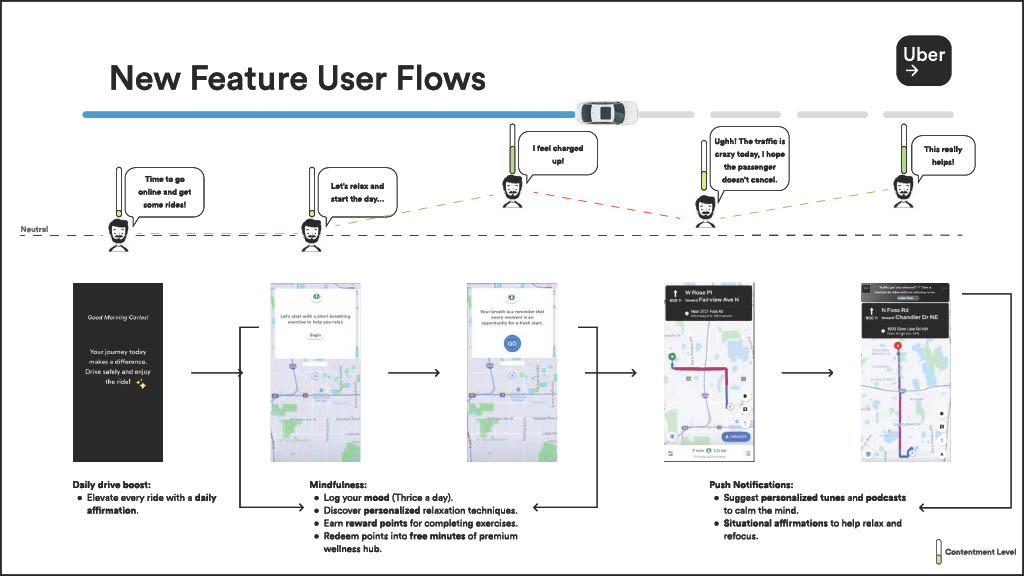 New Feature User Flows
Uber
Time to go
online and get
some rides!
Let's relax and
start the day...
I feel charged
up!
Ughh! The traffic is
crazy today, I hope
the passenger
doesn't cancel.
This really
helps!
Neutral
Good Morning Carlos!
Your journey today
makes a difference.
Drive safely and enjoy
the ride! ✨
Let's start with a short breathing
exercise to help you relax
Begin
Your breath is a reminder that
every moment is an
opportunity for a fresh start.
GO
W Rose Pl
600 ft toward Fairview Ave N
N Foss Rd
900 ft toward Chandler Dr NE
Daily drive boost:
● Elevate every ride with a daily
affirmation.
Mindfulness:
● Log your mood (Thrice a day).
● Discover personalized relaxation techniques.
● Earn reward points for completing exercises.
● Redeem points into free minutes of premium
wellness hub.
Push Notifications:
● Suggest personalized tunes and podcasts
to calm the mind.
● Situational affirmations to help relax and
refocus.
Contentment Level